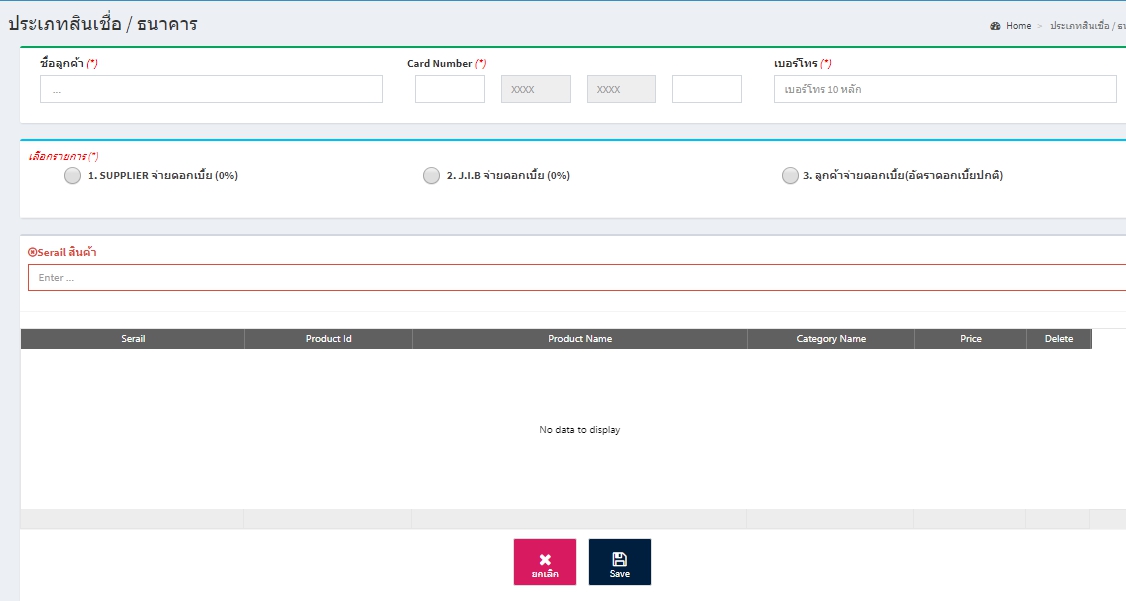 ประเภทสินเชื่อ / ธนาคาร
Home > ประเภทสินเชื่อ / ธน
ชื่อลูกค้า (*) Card Number (*) เบอร์โทร (*)
... XXXX XXXX เบอร์โทร 10 หลัก
เลือกรายการ (*)
1. SUPPLIER จ่ายดอกเบี้ย (0%) 2. J.I.B จ่ายดอกเบี้ย (0%) 3. ลูกค้าจ่ายดอกเบี้ย(อัตราดอกเบี้ยปกติ)
Serail สินค้า
Enter ...
Serail Product Id Product Name Category Name Price Delete
No data to display
ยกเลิก Save